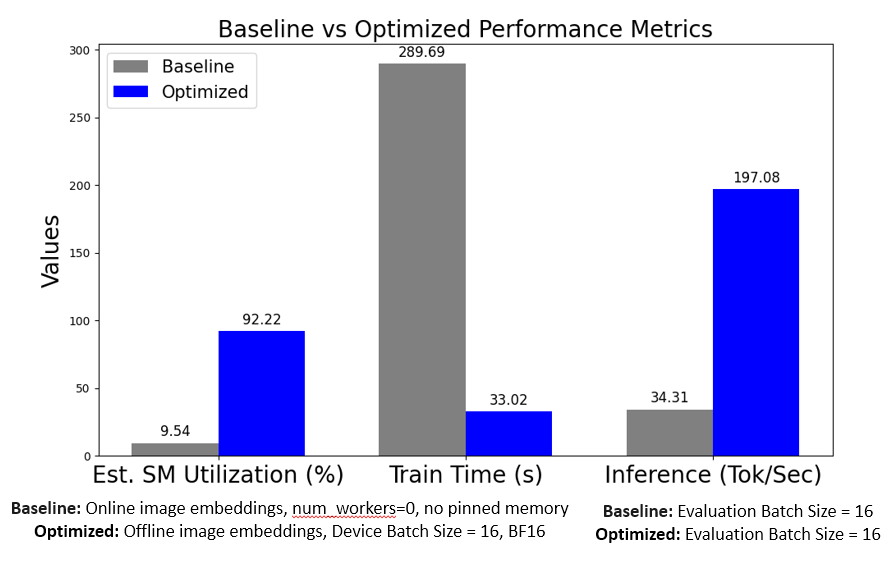 Baseline vs Optimized Performance Metrics
Baseline
Optimized
Values
300
250
200
150
100
50
0
9.54
92.22
289.69
33.02
34.31
197.08
Est. SM Utilization (%)
Train Time (s)
Inference (Tok/Sec)
Baseline: Online image embeddings, num_workers=0, no pinned memory
Optimized: Offline image embeddings, Device Batch Size = 16, BF16
Baseline: Evaluation Batch Size = 16
Optimized: Evaluation Batch Size = 16